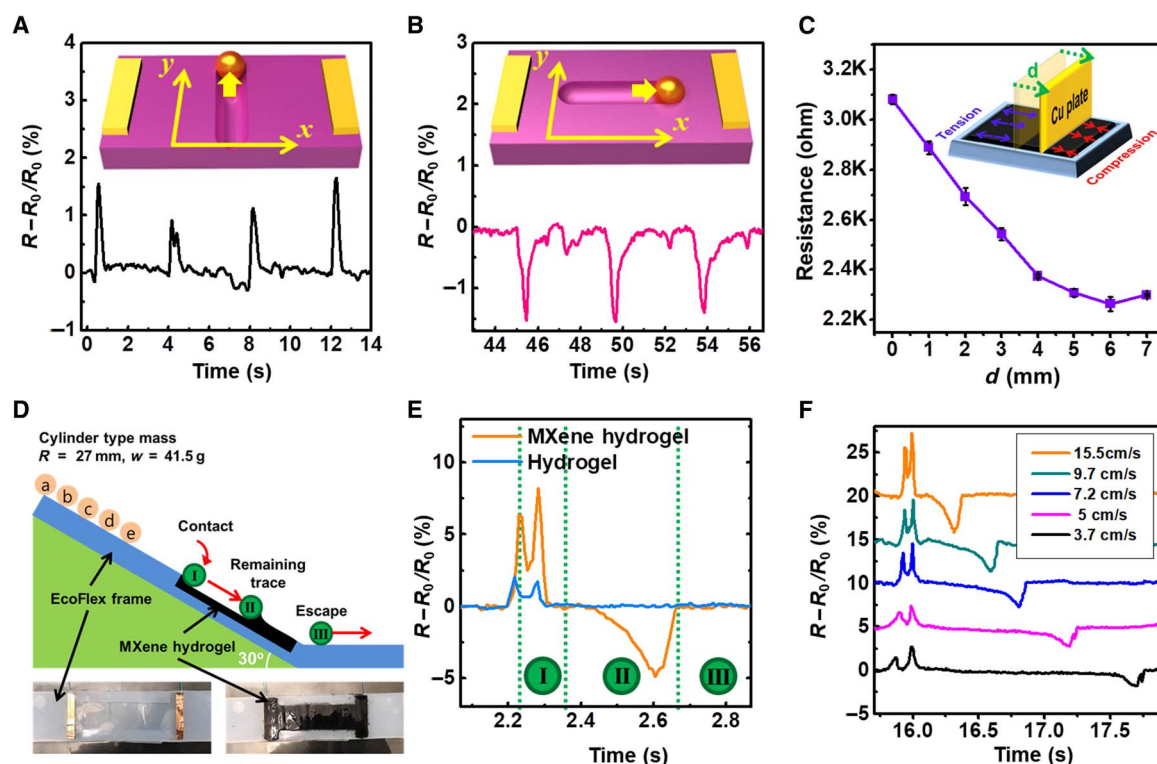 A
R – R₀/R₀ (%)
4
3
2
1
0
–1
y
x
0 2 4 6 8 10 12 14
Time (s)
B
R – R₀/R₀ (%)
3
2
1
0
–1
y
x
44 46 48 50 52 54 56
Time (s)
C
Resistance (ohm)
3.2K
3.0K
2.8K
2.6K
2.4K
2.2K
d
Cu plate
Tension
Compression
0 1 2 3 4 5 6 7
d (mm)
D
Cylinder type mass
R = 27 mm, w = 41.5 g
a
b
c
d
e
Contact
I
Remaining
trace
II
Escape
III
EcoFlex frame
MXene hydrogel
30°
E
R – R₀/R₀ (%)
10
5
0
–5
MXene hydrogel
Hydrogel
I II III
2.2 2.4 2.6 2.8
Time (s)
F
R – R₀/R₀ (%)
25
20
15
10
5
0
–5
15.5cm/s
9.7 cm/s
7.2 cm/s
5 cm/s
3.7 cm/s
16.0 16.5 17.0 17.5
Time (s)